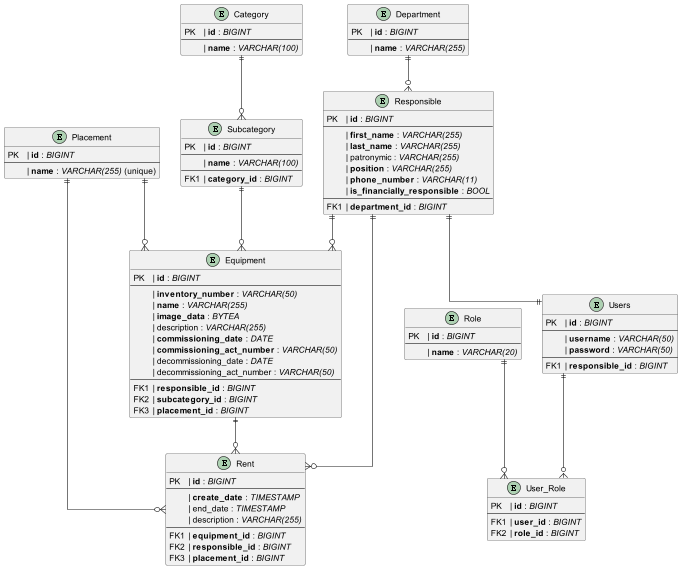 E Category
PK | id : BIGINT
| name : VARCHAR(100)
E Department
PK | id : BIGINT
| name : VARCHAR(255)
E Placement
PK | id : BIGINT
| name : VARCHAR(255) (unique)
E Subcategory
PK | id : BIGINT
| name : VARCHAR(100)
FK1 | category_id : BIGINT
E Responsible
PK | id : BIGINT
| first_name : VARCHAR(255)
| last_name : VARCHAR(255)
| patronymic : VARCHAR(255)
| position : VARCHAR(255)
| phone_number : VARCHAR(11)
| is_financially_responsible : BOOL
FK1 | department_id : BIGINT
E Equipment
PK | id : BIGINT
| inventory_number : VARCHAR(50)
| name : VARCHAR(255)
| image_data : BYTEA
| description : VARCHAR(255)
| commissioning_date : DATE
| commissioning_act_number : VARCHAR(50)
| decommissioning_date : DATE
| decommissioning_act_number : VARCHAR(50)
FK1 | responsible_id : BIGINT
FK2 | subcategory_id : BIGINT
FK3 | placement_id : BIGINT
E Role
PK | id : BIGINT
| name : VARCHAR(20)
E Users
PK | id : BIGINT
| username : VARCHAR(50)
| password : VARCHAR(50)
FK1 | responsible_id : BIGINT
E Rent
PK | id : BIGINT
| create_date : TIMESTAMP
| end_date : TIMESTAMP
| description : VARCHAR(255)
FK1 | equipment_id : BIGINT
FK2 | responsible_id : BIGINT
FK3 | placement_id : BIGINT
E User_Role
PK | id : BIGINT
FK1 | user_id : BIGINT
FK2 | role_id : BIGINT